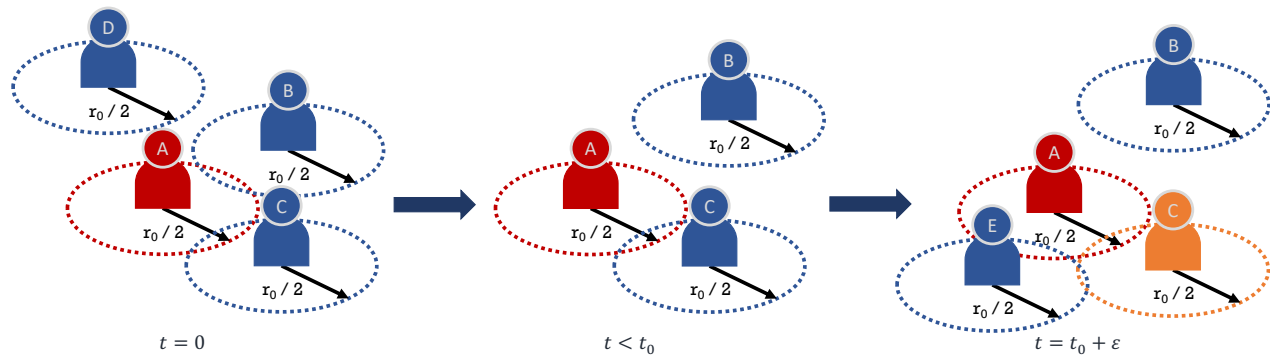 D
r₀ / 2
B
r₀ / 2
A
r₀ / 2
C
r₀ / 2
t = 0
B
r₀ / 2
A
r₀ / 2
C
r₀ / 2
t < t₀
B
r₀ / 2
A
r₀ / 2
E
r₀ / 2
C
r₀ / 2
t = t₀ + ε